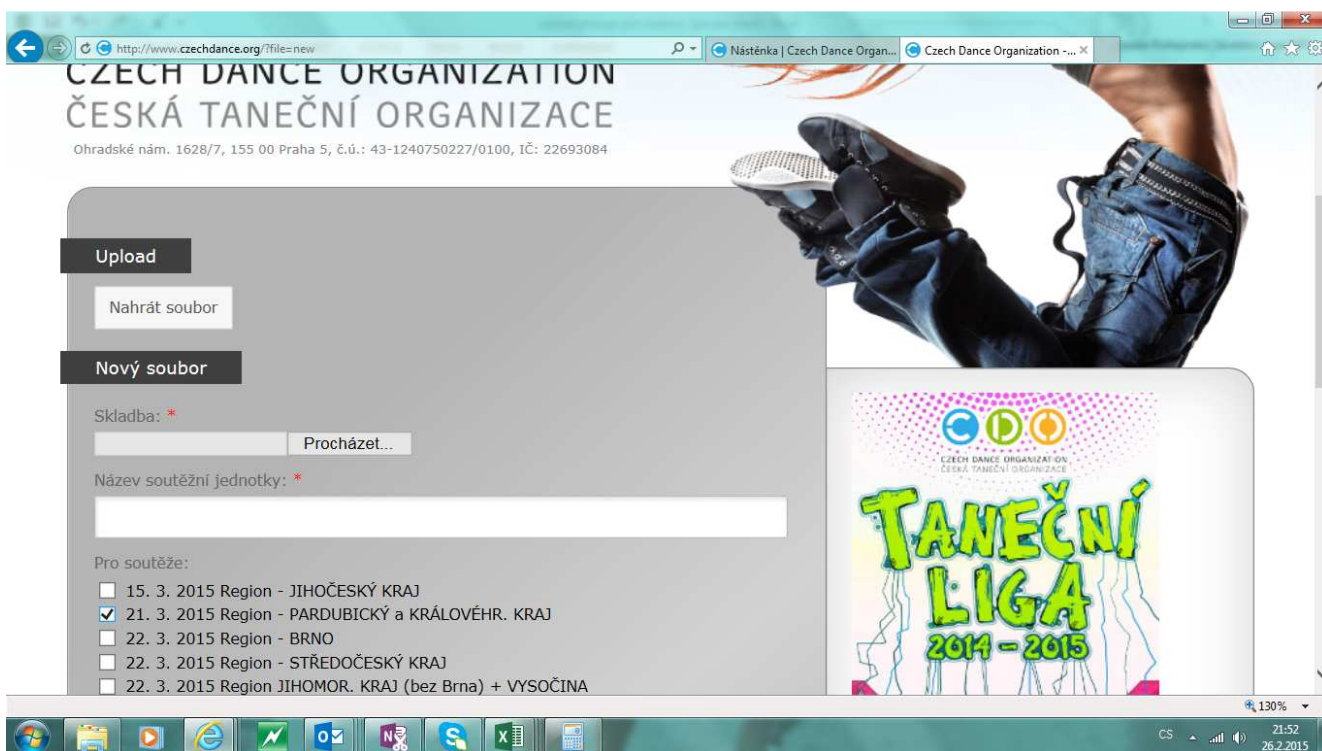 http://www.czechdance.org/?file=new
Nástěnka | Czech Dance Organ...
Czech Dance Organization -...
CZECH DANCE ORGANIZATION
ČESKÁ TANEČNÍ ORGANIZACE
Ohradské nám. 1628/7, 155 00 Praha 5, č.ú.: 43-1240750227/0100, IČ: 22693084
Upload
Nahrát soubor
Nový soubor
Skladba: *
Procházet...
Název soutěžní jednotky: *
Pro soutěže:
15. 3. 2015 Region - JIHOČESKÝ KRAJ
21. 3. 2015 Region - PARDUBICKÝ a KRÁLOVÉHR. KRAJ
22. 3. 2015 Region - BRNO
22. 3. 2015 Region - STŘEDOČESKÝ KRAJ
22. 3. 2015 Region JIHOMOR. KRAJ (bez Brna) + VYSOČINA
CDO
CZECH DANCE ORGANIZATION
ČESKÁ TANEČNÍ ORGANIZACE
TANEČNÍ
LIGA
2014 - 2015
130%
CS
21:52
26.2.2015